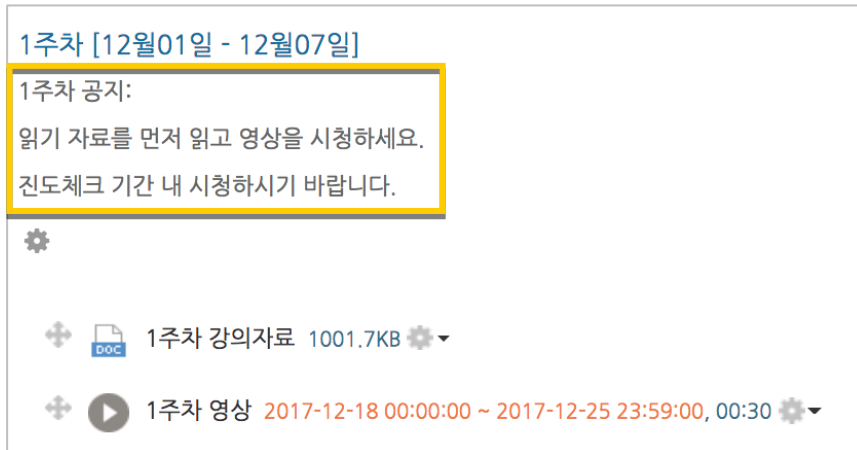 1주차 [12월01일 - 12월07일]
1주차 공지:
읽기 자료를 먼저 읽고 영상을 시청하세요.
진도체크 기간 내 시청하시기 바랍니다.
DOC 1주차 강의자료 1001.7KB
1주차 영상 2017-12-18 00:00:00 ~ 2017-12-25 23:59:00, 00:30